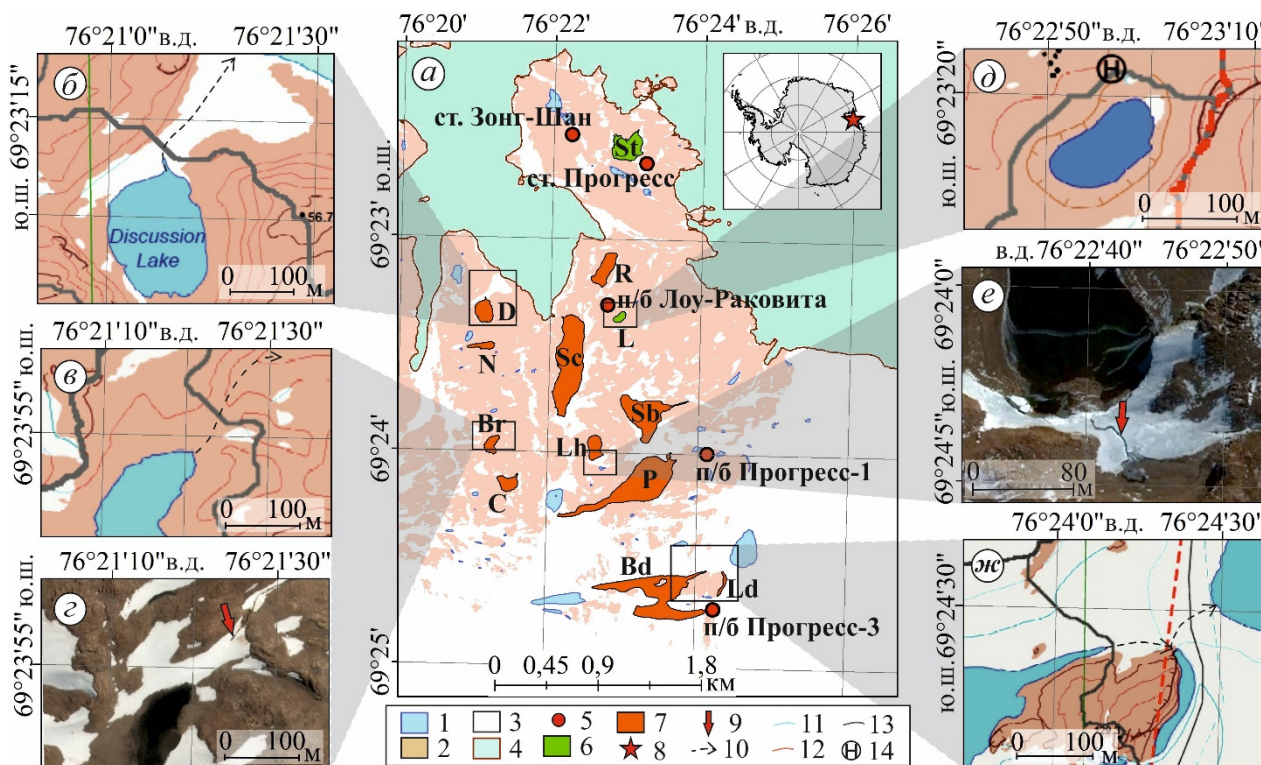 б
76°21'0"в.д.
76°21'30"
69°23'15"
ю.ш.
Discussion
Lake
56.7
0 100
м
в
76°21'10"
76°21'30"
69°23'55" ю.ш.
0 100
м
г
76°21'10"в.д.
76°21'30"
69°23'55" ю.ш.
0 100
м
а
76°20'
76°22' в.д.
76°24'
76°26'
ю.ш.
69°23'
69°24'
69°25'
ст. Зонт-Шан
St
ст. Прогресс
R
п/б Лоу-Раковита
D
L
N
Sc
Sb
Br
Lh
п/б Прогресс-1
P
C
Bd
Ld
п/б Прогресс-3
0 0,45 0,9 1,8
км
1 3 5 7 9 11 13
2 4 6 8 10 12 H 14
д
76°22'50" в.д.
76°23'10"
69°23'20"
ю.ш.
H
0 100
м
е
в.д. 76°22'40"
76°22'50"
69°24'0"
69°24'5" ю.ш.
0 80
м
ж
76°24'0" в.д.
76°24'30"
ю.ш. 69°24'30"
0 100
м